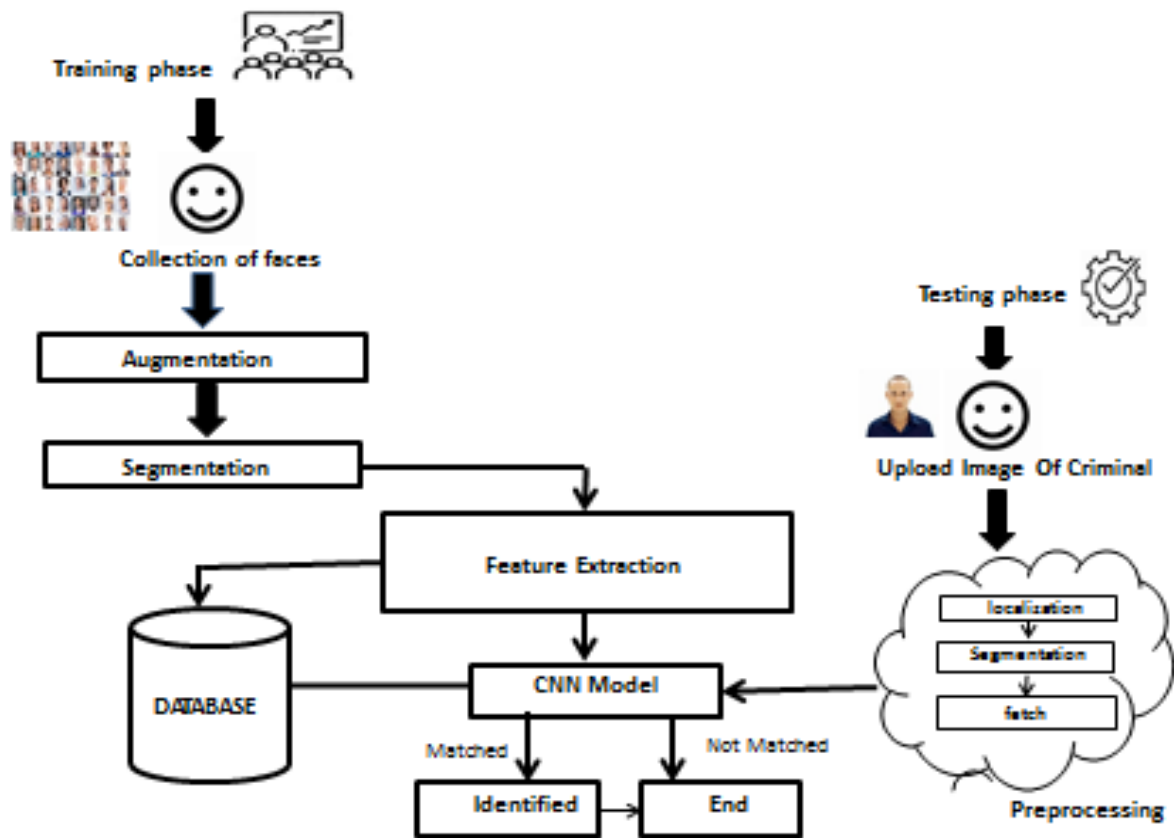 Training phase
Collection of faces
Augmentation
Segmentation
Feature Extraction
DATABASE
CNN Model
Matched
Not Matched
Identified
End
Testing phase
Upload Image Of Criminal
localization
Segmentation
fetch
Preprocessing